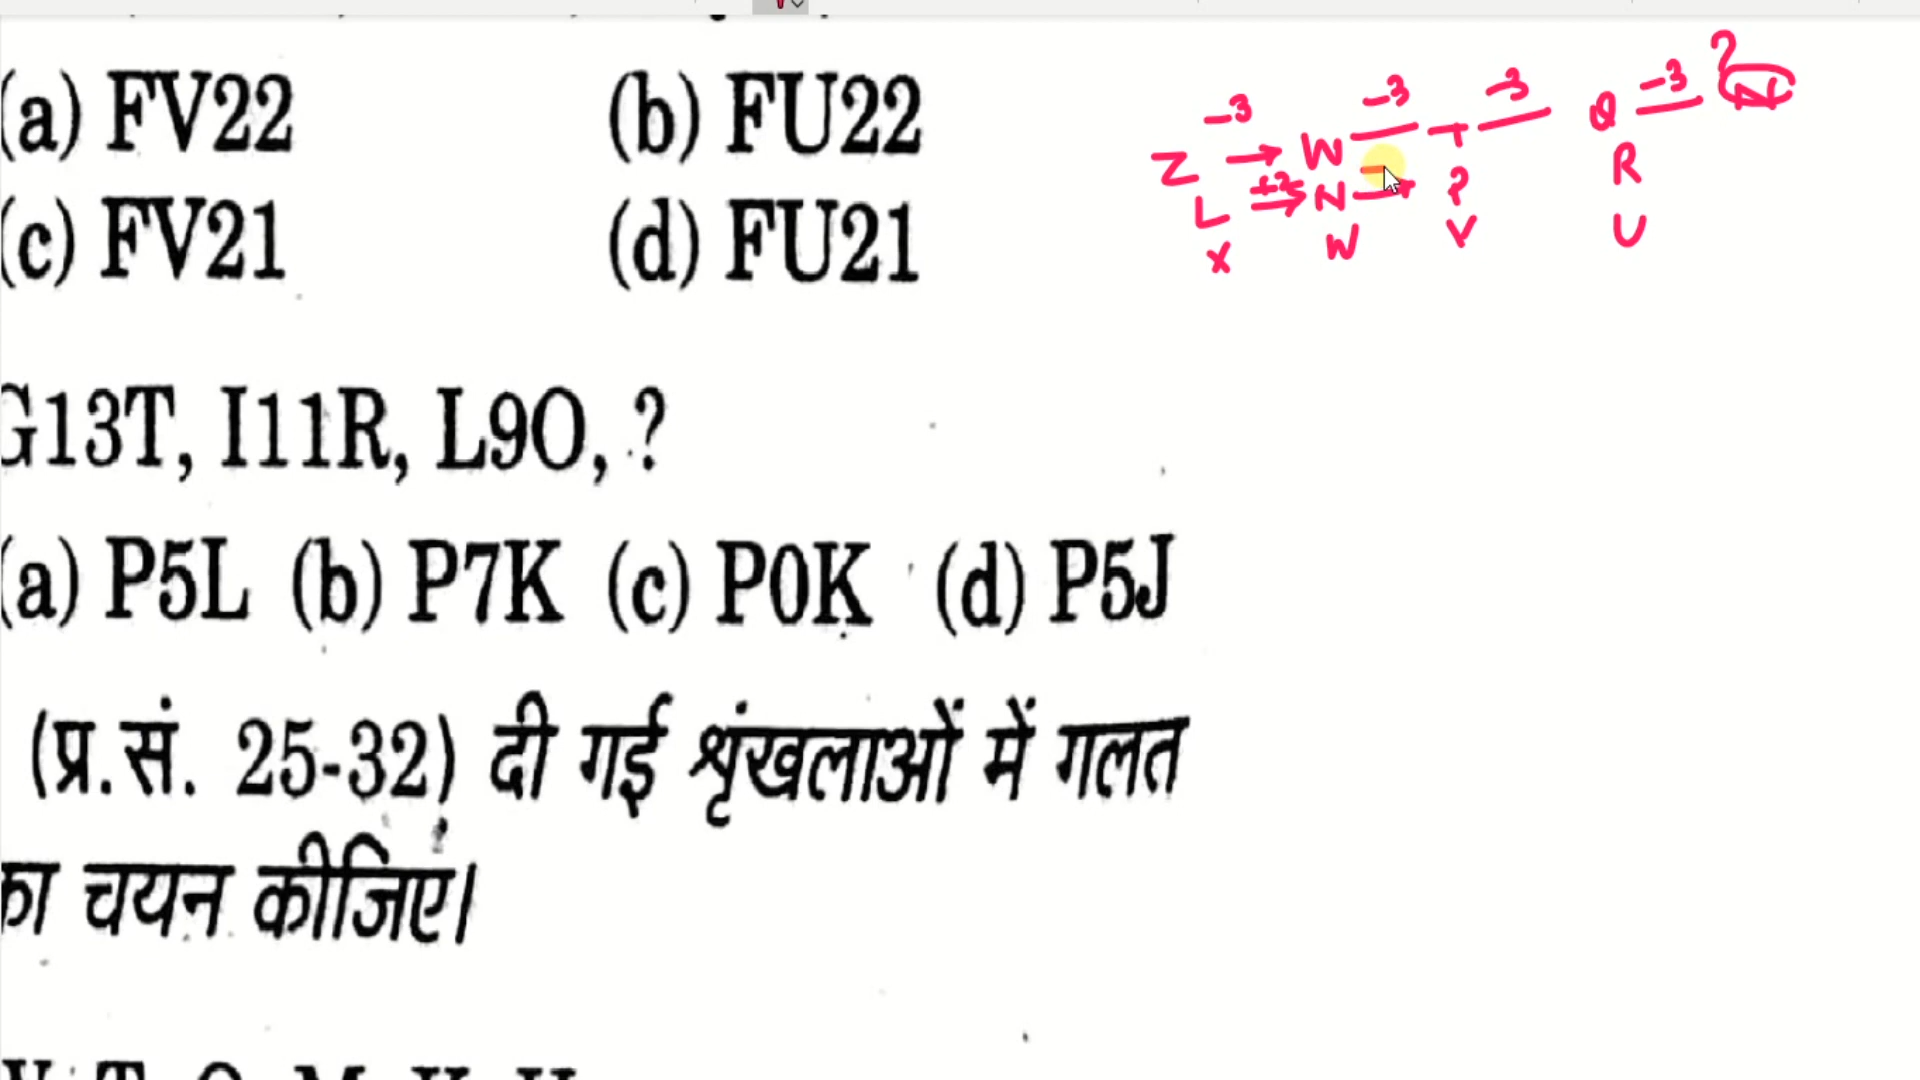 (a) FV22 (b) FU22
(c) FV21 (d) FU21
-3 -3 -3 -3 ?
Z → W T Q
L +2 N P R
X W V U
G13T, I11R, L9O, ?
(a) P5L (b) P7K (c) P0K (d) P5J
(प्र.सं. 25-32) दी गई श्रृंखलाओं में गलत
का चयन कीजिए।